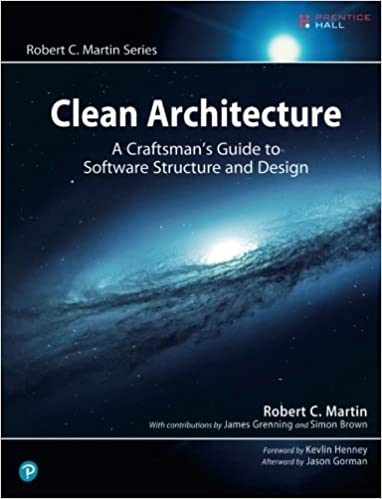 PRENTICE
HALL
Robert C. Martin Series
Clean Architecture
A Craftsman's Guide to
Software Structure and Design
Robert C. Martin
With contributions by James Grenning and Simon Brown
Foreword by Kevlin Henney
Afterword by Jason Gorman
P